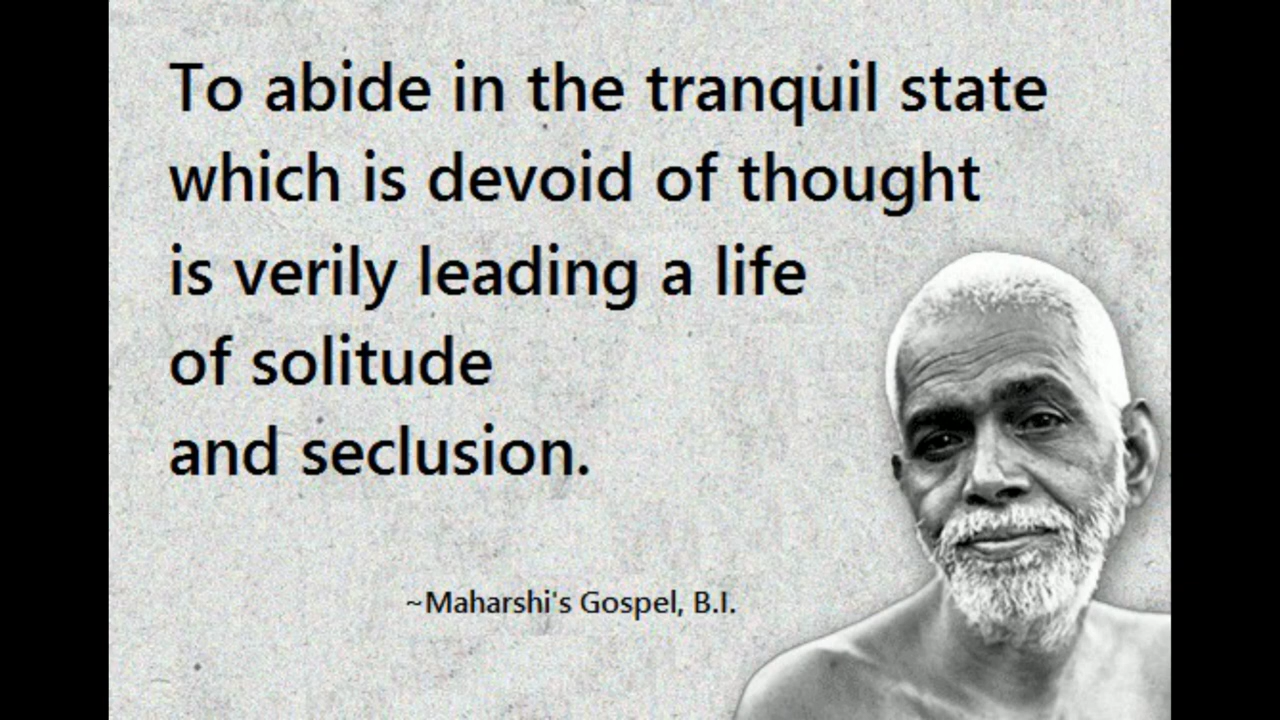 To abide in the tranquil state
which is devoid of thought
is verily leading a life
of solitude
and seclusion.
~Maharshi's Gospel, B.I.